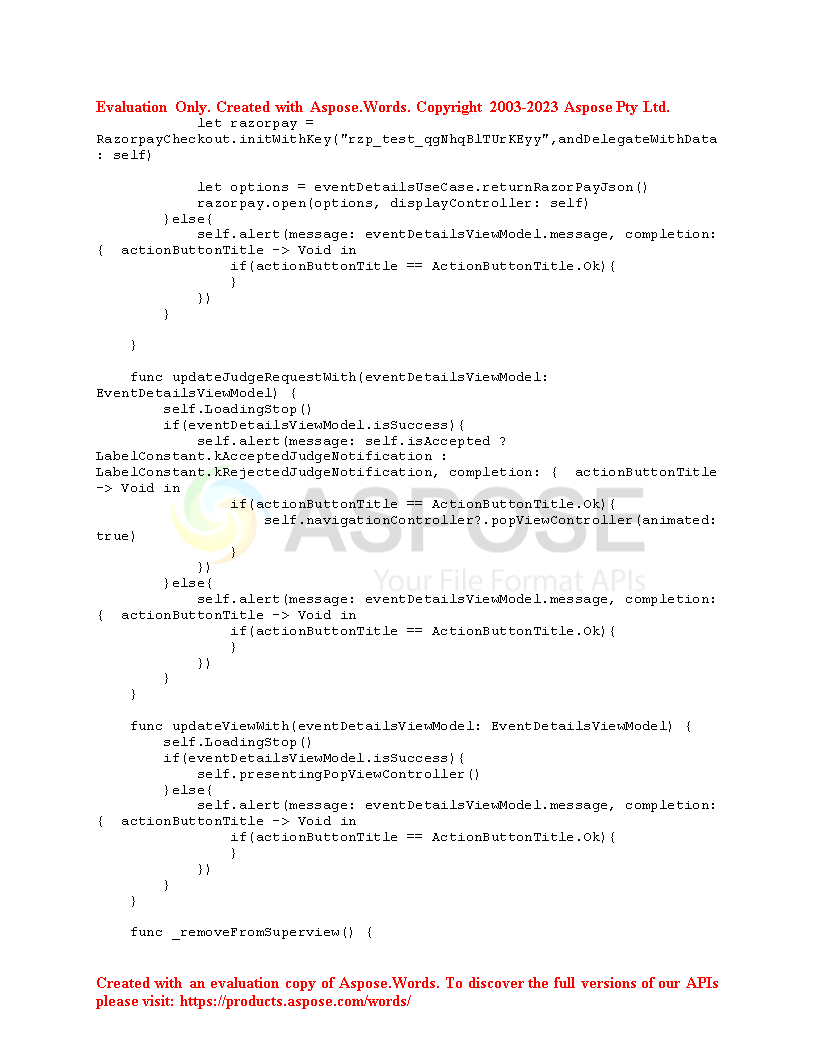 Evaluation Only. Created with Aspose.Words. Copyright 2003-2023 Aspose Pty Ltd.
            let razorpay =
RazorpayCheckout.initWithKey("rzp_test_qgNhqBlTUrKEyy",andDelegateWithData
: self)

            let options = eventDetailsUseCase.returnRazorPayJson()
            razorpay.open(options, displayController: self)
        }else{
            self.alert(message: eventDetailsViewModel.message, completion:
{  actionButtonTitle -> Void in
                if(actionButtonTitle == ActionButtonTitle.Ok){
                }
            })
        }

    }

    func updateJudgeRequestWith(eventDetailsViewModel:
EventDetailsViewModel) {
        self.LoadingStop()
        if(eventDetailsViewModel.isSuccess){
            self.alert(message: self.isAccepted ?
LabelConstant.kAcceptedJudgeNotification :
LabelConstant.kRejectedJudgeNotification, completion: {  actionButtonTitle
-> Void in
                if(actionButtonTitle == ActionButtonTitle.Ok){
                    self.navigationController?.popViewController(animated:
true)
                }
            })
        }else{
            self.alert(message: eventDetailsViewModel.message, completion:
{  actionButtonTitle -> Void in
                if(actionButtonTitle == ActionButtonTitle.Ok){
                }
            })
        }
    }

    func updateViewWith(eventDetailsViewModel: EventDetailsViewModel) {
        self.LoadingStop()
        if(eventDetailsViewModel.isSuccess){
            self.presentingPopViewController()
        }else{
            self.alert(message: eventDetailsViewModel.message, completion:
{  actionButtonTitle -> Void in
                if(actionButtonTitle == ActionButtonTitle.Ok){
                }
            })
        }
    }

    func _removeFromSuperview() {
ASPOSE
Your File Format APIs
Created with an evaluation copy of Aspose.Words. To discover the full versions of our APIs
please visit: https://products.aspose.com/words/